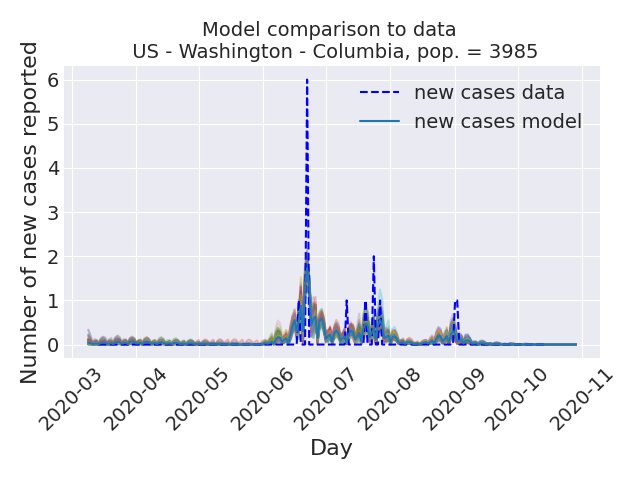 Model comparison to data
US - Washington - Columbia, pop. = 3985
Number of new cases reported
6
5
4
3
2
1
0
new cases data
new cases model
2020-03
2020-04
2020-05
2020-06
2020-07
2020-08
2020-09
2020-10
2020-11
Day